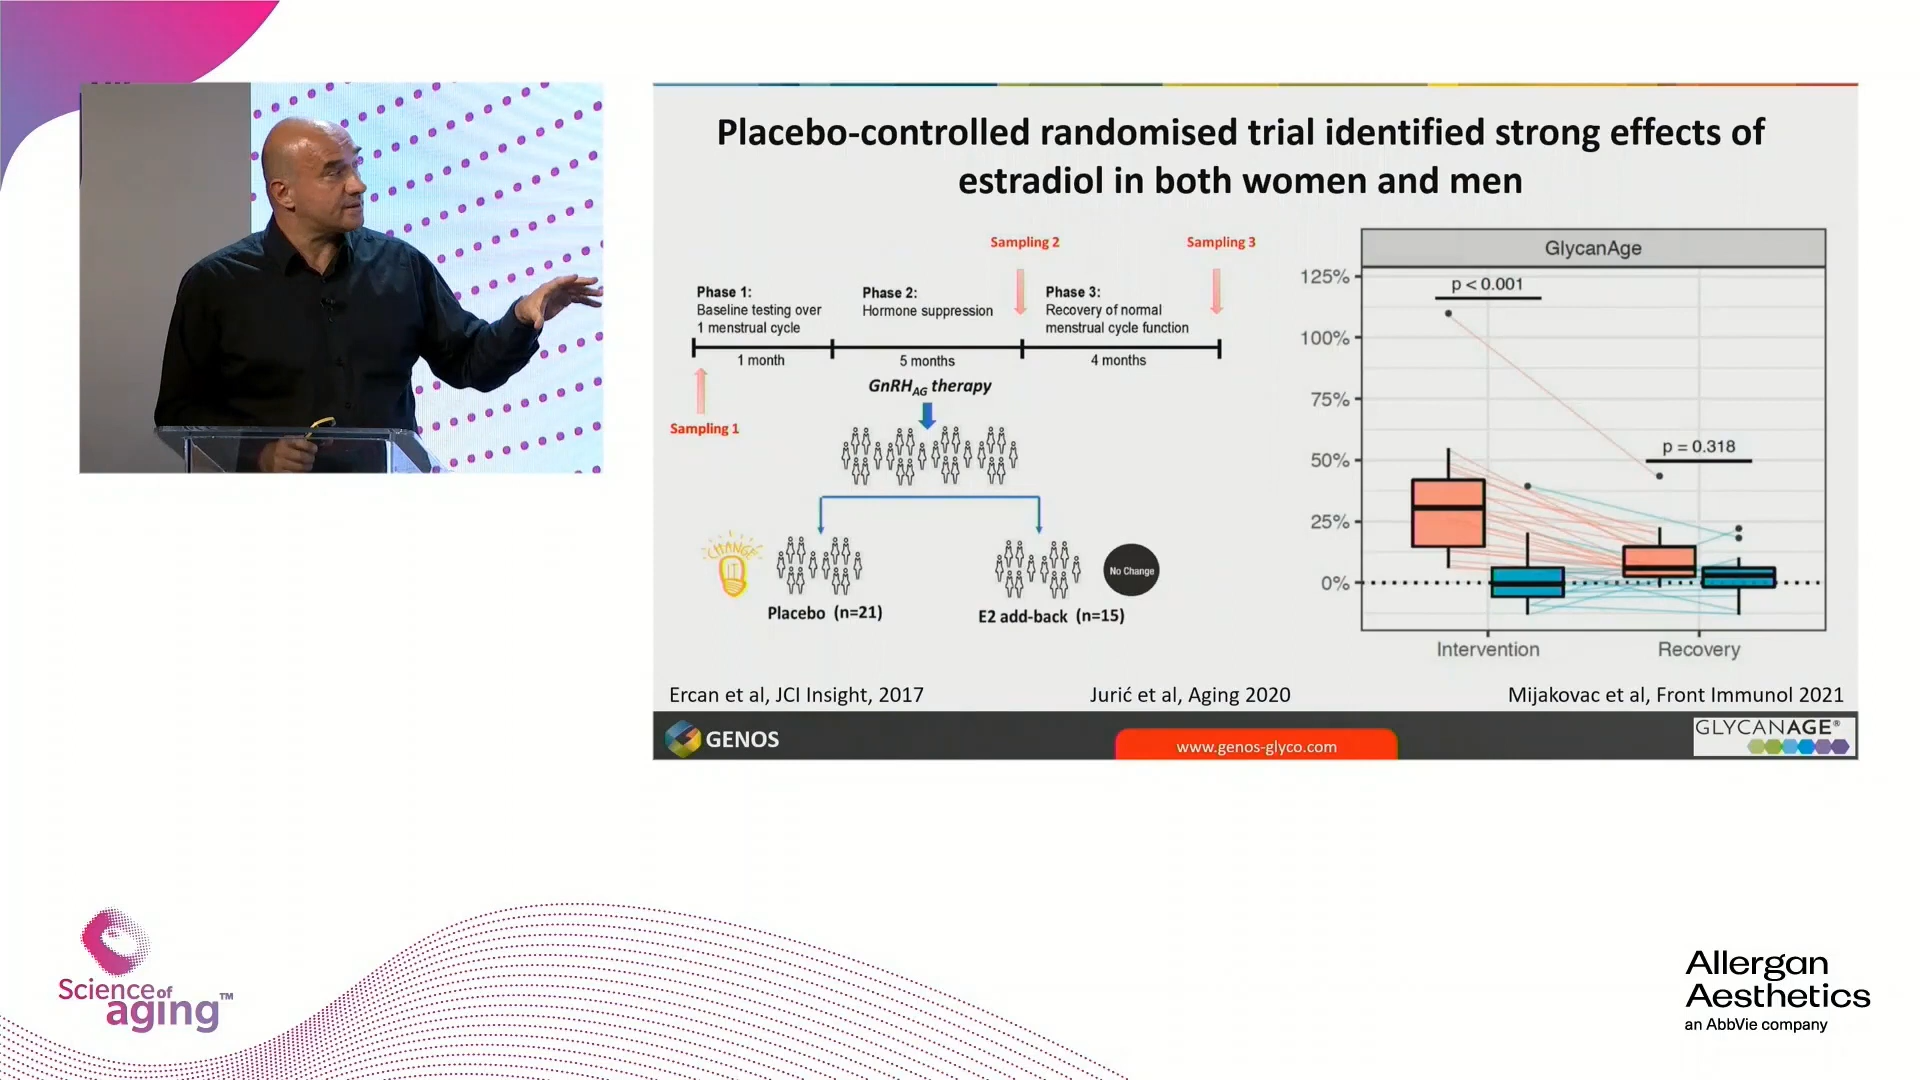 Placebo-controlled randomised trial identified strong effects of
estradiol in both women and men
Sampling 2
Sampling 3
Phase 1:
Baseline testing over
1 menstrual cycle
Phase 2:
Hormone suppression
Phase 3:
Recovery of normal
menstrual cycle function
1 month
5 months
4 months
GnRHAG therapy
Sampling 1
CHANGE
No Change
Placebo (n=21)
E2 add-back (n=15)
GlycanAge
125%
100%
75%
50%
25%
0%
p < 0.001
p = 0.318
Intervention
Recovery
Ercan et al, JCI Insight, 2017
Jurić et al, Aging 2020
Mijakovac et al, Front Immunol 2021
GENOS
www.genos-glyco.com
GLYCANAGE®
Science of
aging™
Allergan
Aesthetics
an AbbVie company